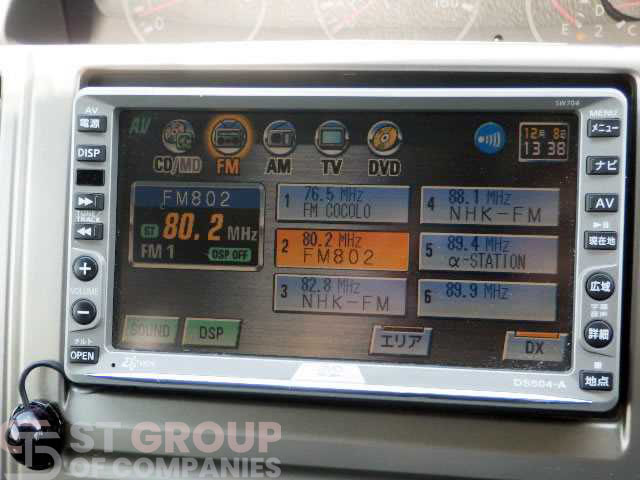 160
180
E 2 C
SW704
AV
電源
DISP
TUNE
TRACK
VOLUME
チルト
OPEN
AV
CD/MD
FM
AM
TV
DVD
12月 8日
13 38
FM802
ST 80.2 MHz
FM 1
DSP OFF
SOUND
DSP
1 76.5 MHz
FM COCOLO
2 80.2 MHz
FM802
3 82.8 MHz
NHK-FM
4 88.1 MHz
NHK-FM
5 89.4 MHz
α-STATION
6 89.9 MHz
エリア
DX
MENU
メニュー
ナビ
AV
現在地
広域
詳細
地点
DS504-A
ST GROUP
OF COMPANIES